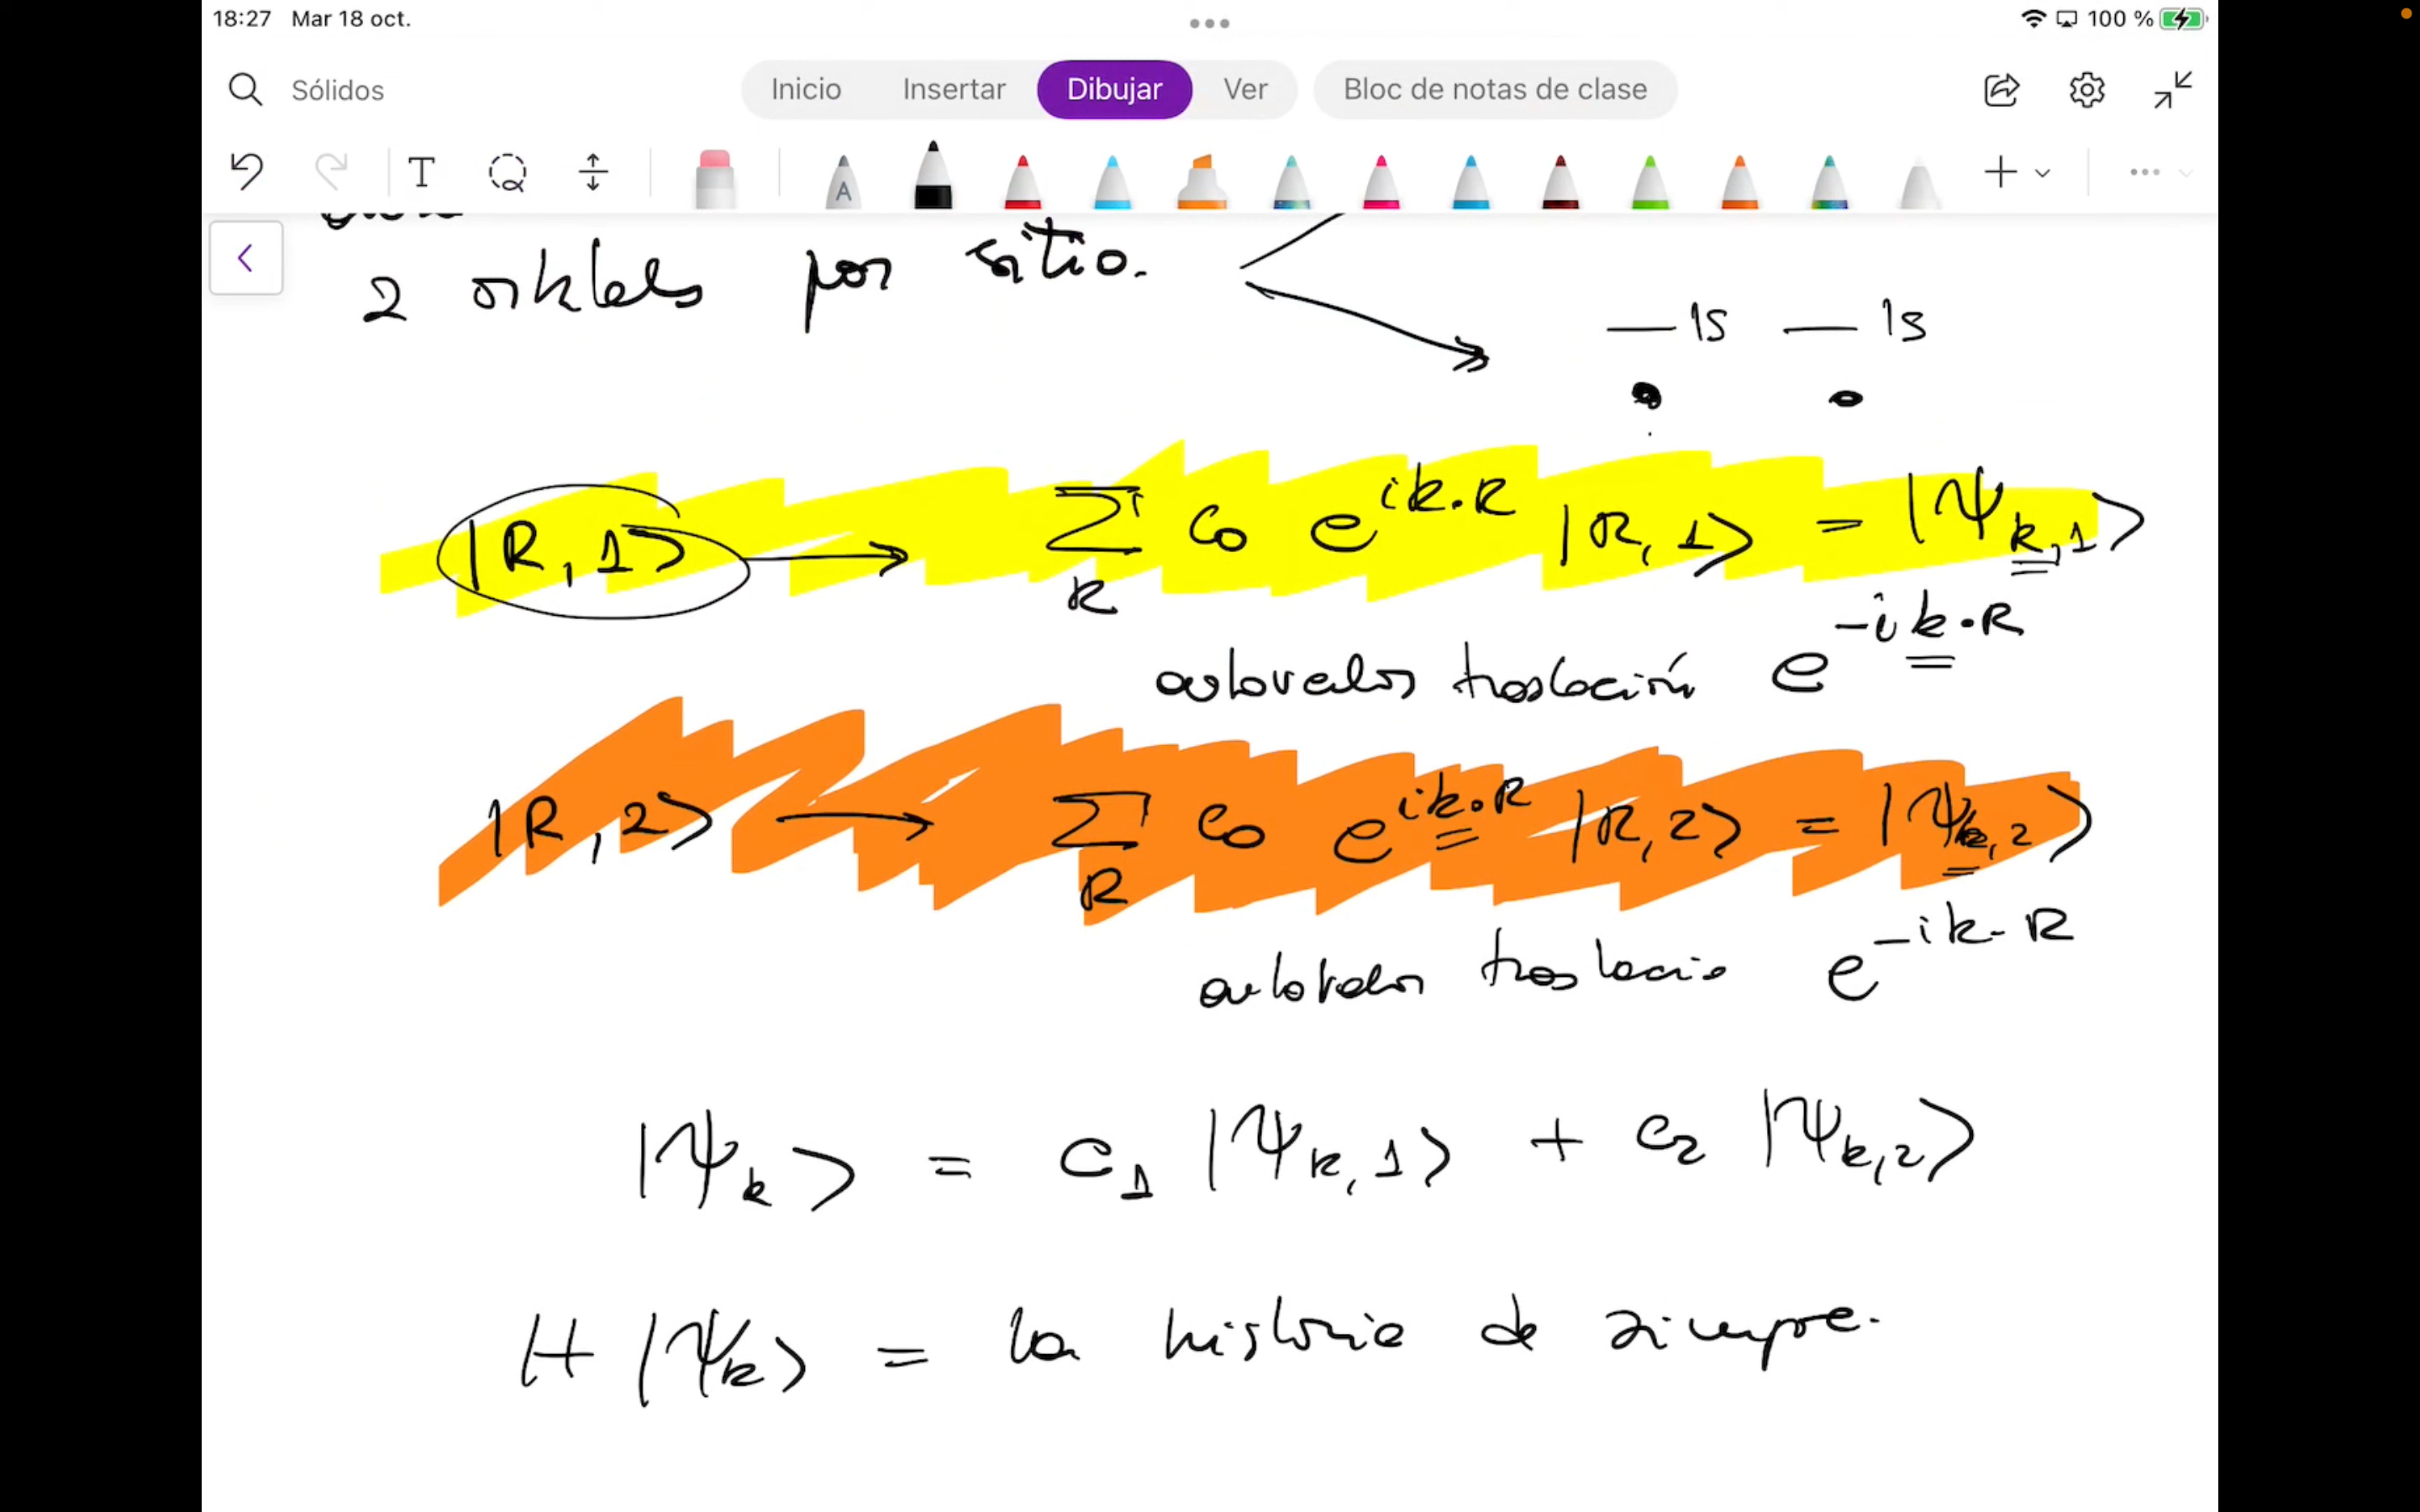 18:27 Mar 18 oct. 100 %
Sólidos Inicio Insertar Dibujar Ver Bloc de notas de clase
T A
2 orbitales por sitio.
— 1s — 1s
|R,1⟩ → Σ_R C₀ e^{ik·R} |R,1⟩ = |Ψ_{k,1}⟩
autovalor traslación e^{-ik·R}
|R,2⟩ → Σ_R C₀ e^{ik·R} |R,2⟩ = |Ψ_{k,2}⟩
autovalor traslación e^{-ik·R}
|Ψ_k⟩ = C₁ |Ψ_{k,1}⟩ + C₂ |Ψ_{k,2}⟩
H |Ψ_k⟩ = la historia de siempre.